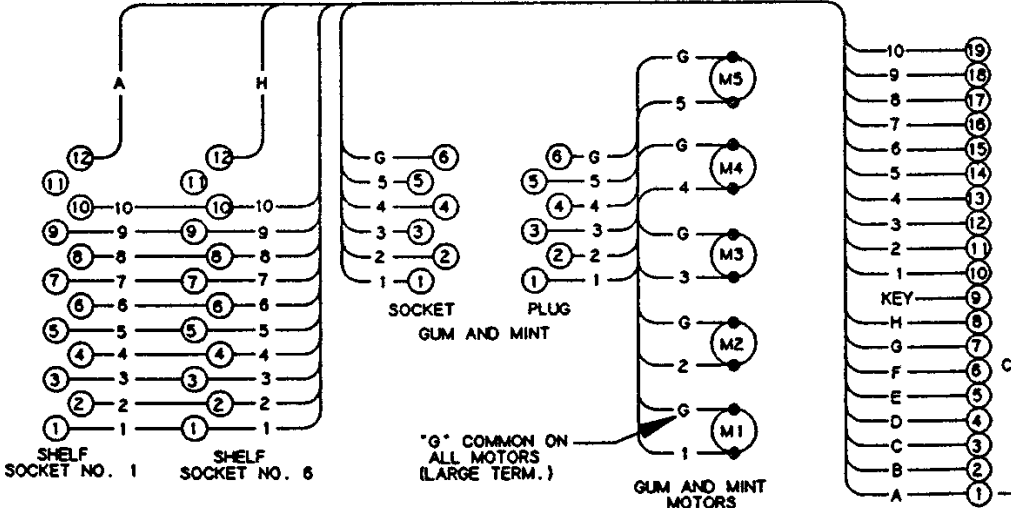 A H
12 12
11 11
10 10 10 10
9 9 9 9
8 8 8 8
7 7 7 7
6 6 6 6
5 5 5 5
4 4 4 4
3 3 3 3
2 2 2 2
1 1 1 1
SHELF
SOCKET NO. 1
SHELF
SOCKET NO. 6
G 6
5 5
4 4
3 3
2 2
1 1
SOCKET
6 G
5 5
4 4
3 3
2 2
1 1
PLUG
GUM AND MINT
G M5
5
G M4
4
G M3
3
G M2
2
G M1
1
"G" COMMON ON
ALL MOTORS
(LARGE TERM.)
GUM AND MINT
MOTORS
10 19
9 18
8 17
7 16
6 15
5 14
4 13
3 12
2 11
1 10
KEY 9
H 8
G 7
F 6
E 5
D 4
C 3
B 2
A 1